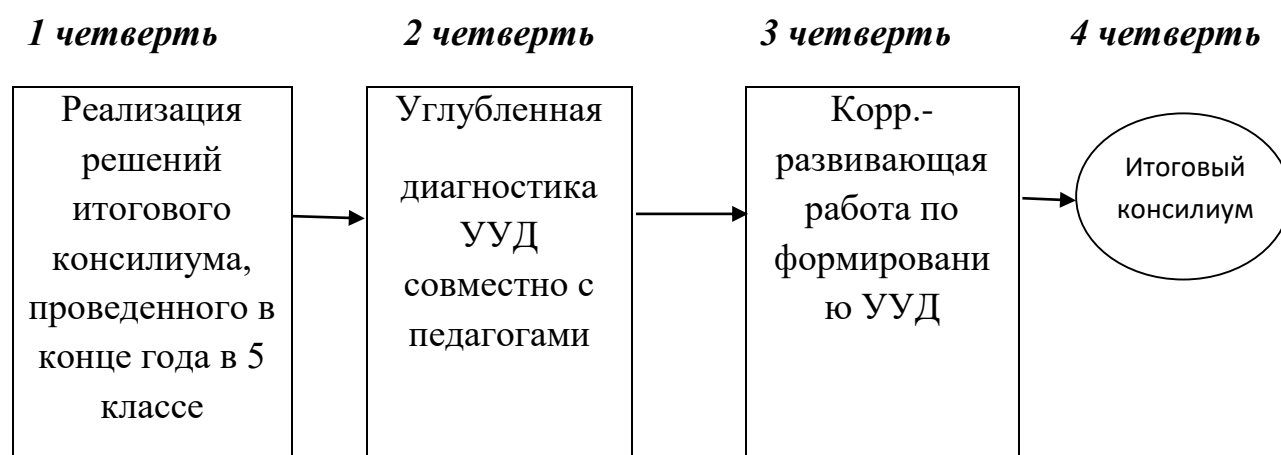 1 четверть
2 четверть
3 четверть
4 четверть
Реализация
решений
итогового
консилиума,
проведенного в
конце года в 5
классе
Углубленная
диагностика
УУД
совместно с
педагогами
Корр.-
развивающая
работа по
формировани
ю УУД
Итоговый
консилиум